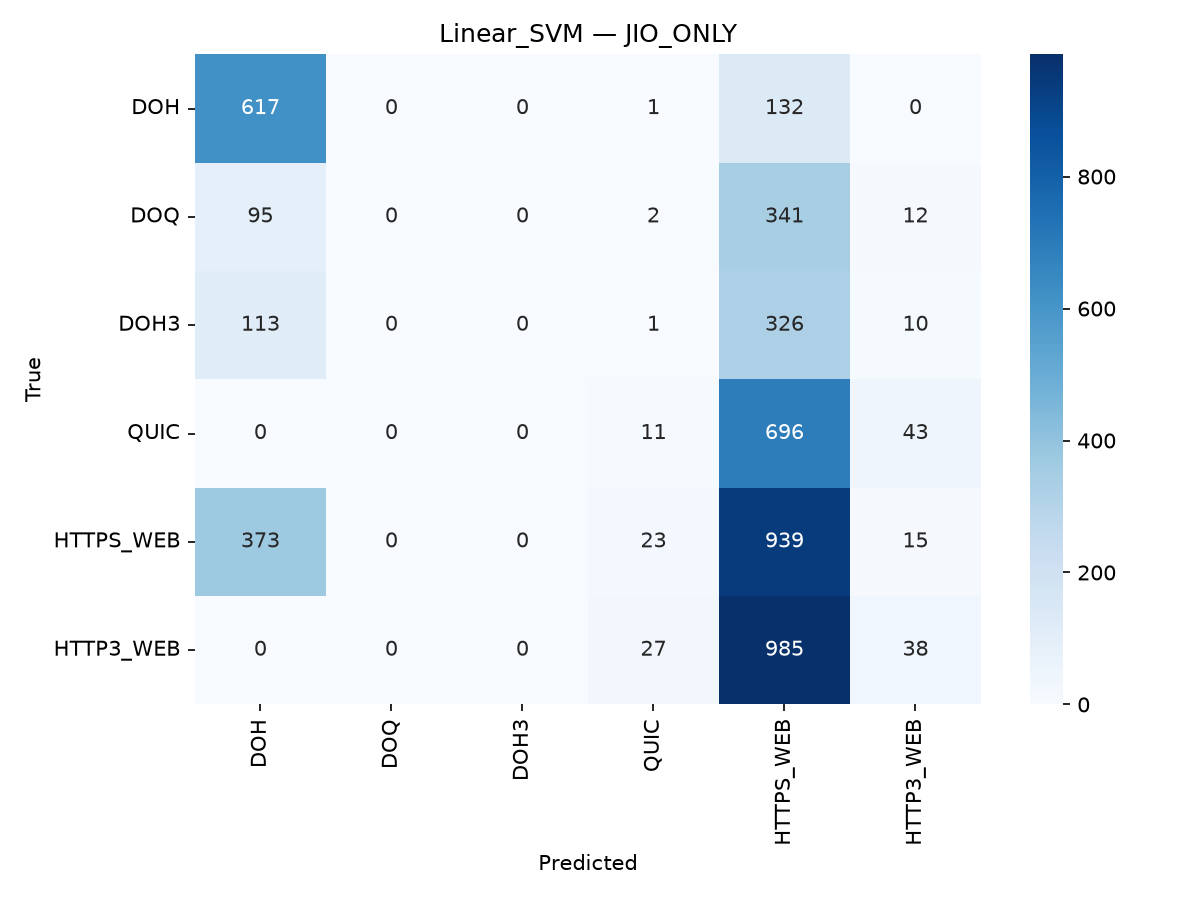 Linear_SVM — JIO_ONLY
True
DOH 617 0 0 1 132 0
DOQ 95 0 0 2 341 12
DOH3 113 0 0 1 326 10
QUIC 0 0 0 11 696 43
HTTPS_WEB 373 0 0 23 939 15
HTTP3_WEB 0 0 0 27 985 38
DOH DOQ DOH3 QUIC HTTPS_WEB HTTP3_WEB
Predicted
800
600
400
200
0